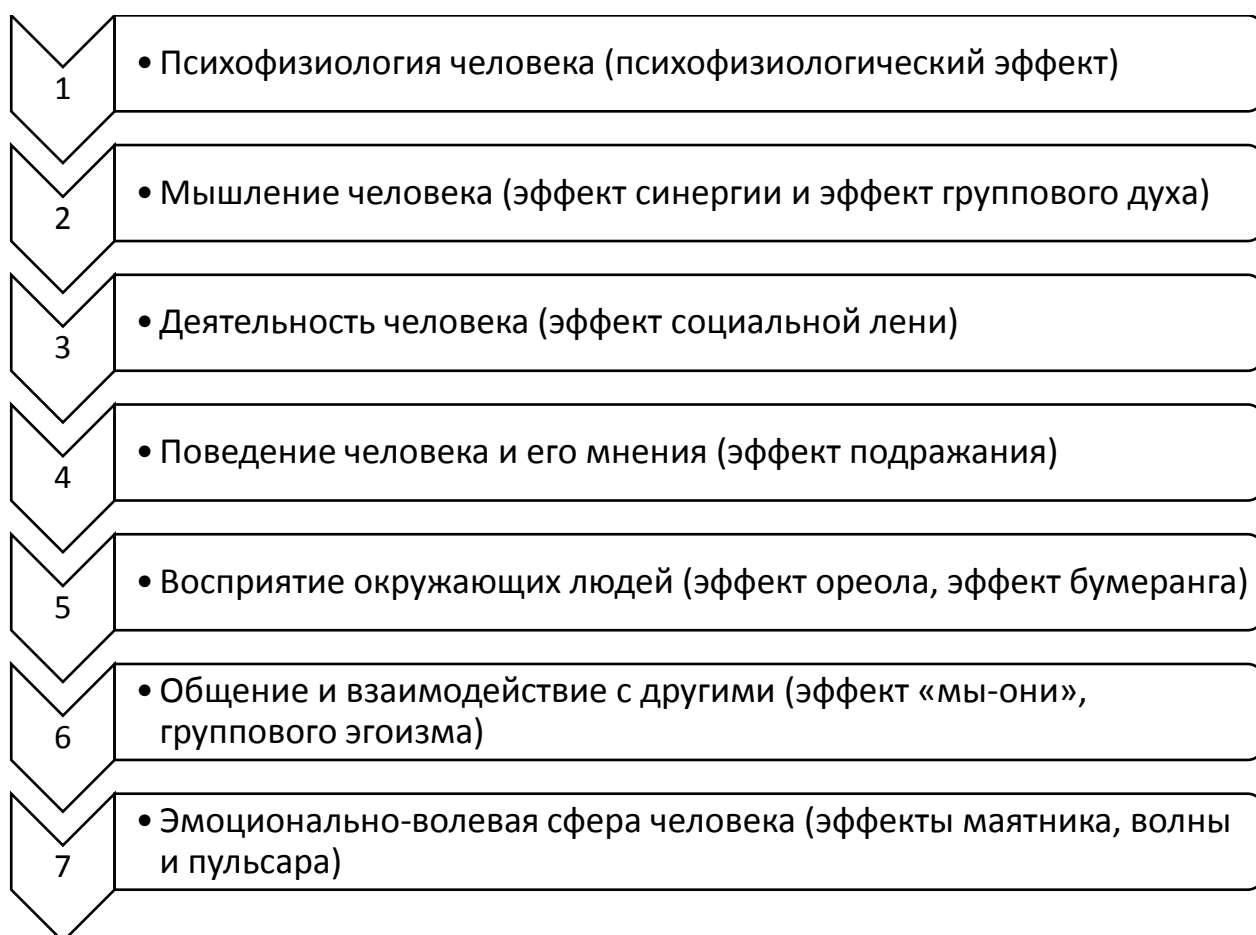 1
• Психофизиология человека (психофизиологический эффект)
2
• Мышление человека (эффект синергии и эффект группового духа)
3
• Деятельность человека (эффект социальной лени)
4
• Поведение человека и его мнения (эффект подражания)
5
• Восприятие окружающих людей (эффект ореола, эффект бумеранга)
6
• Общение и взаимодействие с другими (эффект «мы-они»,
группового эгоизма)
7
• Эмоционально-волевая сфера человека (эффекты маятника, волны
и пульсара)